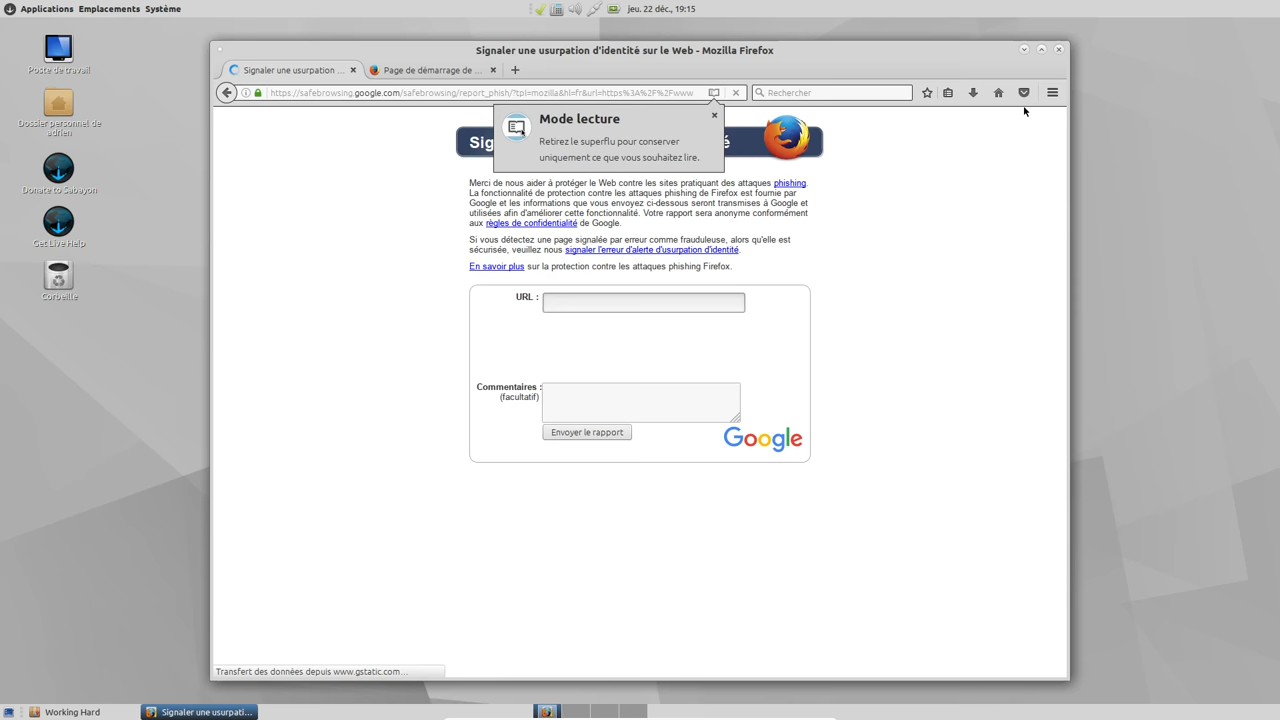 Applications Emplacements Système
jeu. 22 déc., 19:15
Poste de travail
Dossier personnel de
adrien
Donate to Sabayon
Get Live Help
Corbeille
Signaler une usurpation d'identité sur le Web - Mozilla Firefox
Signaler une usurpation ...
Page de démarrage de ...
https://safebrowsing.google.com/safebrowsing/report_phish/?tpl=mozilla&hl=fr&url=https%3A%2F%2Fwww
Rechercher
Mode lecture
Retirez le superflu pour conserver
uniquement ce que vous souhaitez lire.
Merci de nous aider à protéger le Web contre les sites pratiquant des attaques phishing.
La fonctionnalité de protection contre les attaques phishing de Firefox est fournie par
Google et les informations que vous envoyez ci-dessous seront transmises à Google et
utilisées afin d'améliorer cette fonctionnalité. Votre rapport sera anonyme conformément
aux règles de confidentialité de Google.
Si vous détectez une page signalée par erreur comme frauduleuse, alors qu'elle est
sécurisée, veuillez nous signaler l'erreur d'alerte d'usurpation d'identité.
En savoir plus sur la protection contre les attaques phishing Firefox.
URL :
Commentaires :
(facultatif)
Envoyer le rapport
Google
Transfert des données depuis www.gstatic.com...
Working Hard
Signaler une usurpati...